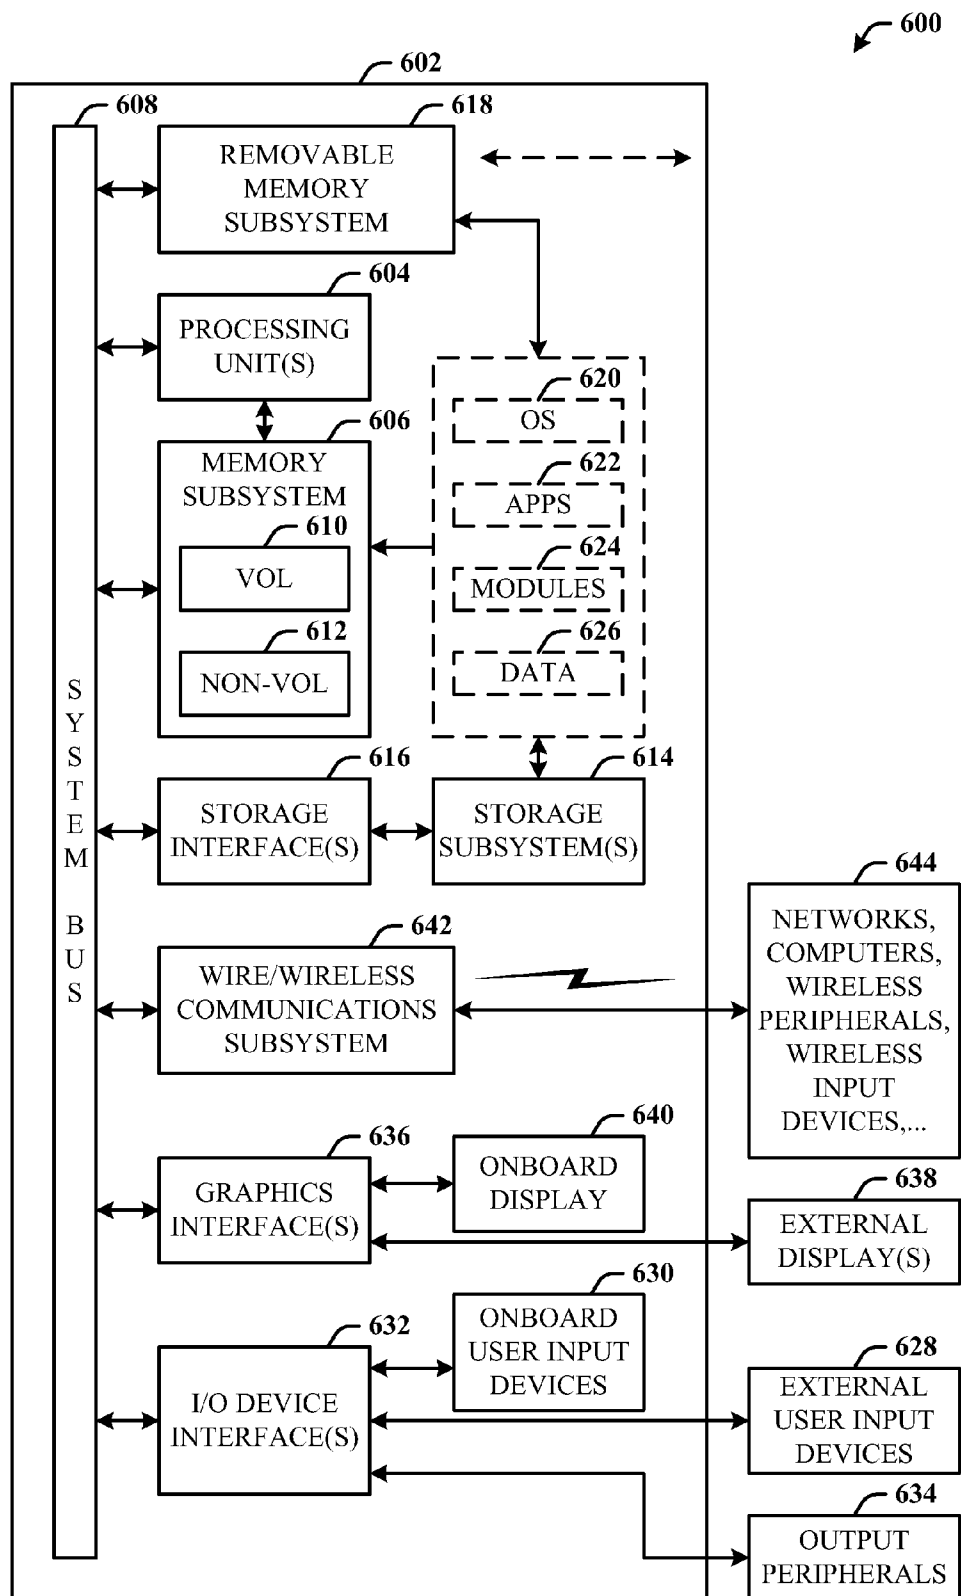 600
602
608
618
REMOVABLE
MEMORY
SUBSYSTEM
604
PROCESSING
UNIT(S)
606
MEMORY
SUBSYSTEM
610
VOL
612
NON-VOL
620
OS
622
APPS
624
MODULES
626
DATA
SYSTEM BUS
616
STORAGE
INTERFACE(S)
614
STORAGE
SUBSYSTEM(S)
642
WIRE/WIRELESS
COMMUNICATIONS
SUBSYSTEM
644
NETWORKS,
COMPUTERS,
WIRELESS
PERIPHERALS,
WIRELESS
INPUT
DEVICES,...
636
GRAPHICS
INTERFACE(S)
640
ONBOARD
DISPLAY
638
EXTERNAL
DISPLAY(S)
632
I/O DEVICE
INTERFACE(S)
630
ONBOARD
USER INPUT
DEVICES
628
EXTERNAL
USER INPUT
DEVICES
634
OUTPUT
PERIPHERALS